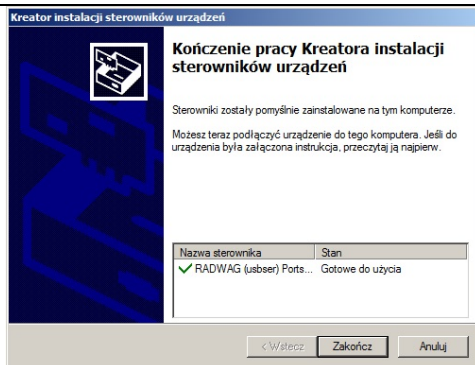 Kreator instalacji sterowników urządzeń
Kończenie pracy Kreatora instalacji
sterowników urządzeń
Sterowniki zostały pomyślnie zainstalowane na tym komputerze.
Możesz teraz podłączyć urządzenie do tego komputera. Jeśli do
urządzenia była załączona instrukcja, przeczytaj ją najpierw.
Nazwa sterownika Stan
RADWAG (usbser) Ports... Gotowe do użycia
< Wstecz Zakończ Anuluj